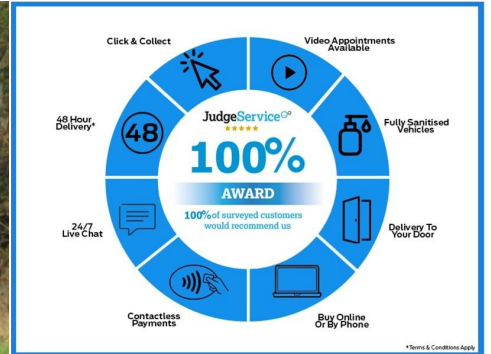 Click & Collect
Video Appointments
Available
48 Hour
Delivery*
48
Fully Sanitised
Vehicles
JudgeService
100%
AWARD
100% of surveyed customers
would recommend us
24/7
Live Chat
Delivery To
Your Door
Contactless
Payments
Buy Online
Or By Phone
*Terms & Conditions Apply